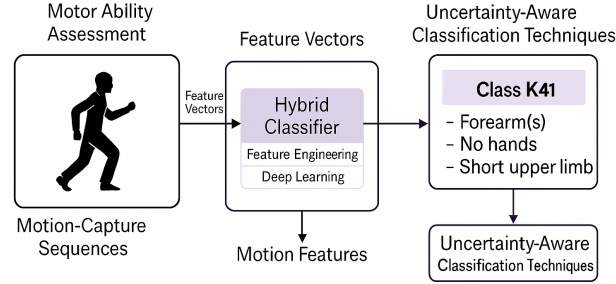 Motor Ability
Assessment
Feature
Vectors
Motion-Capture
Sequences
Feature Vectors
Hybrid
Classifier
Feature Engineering
Deep Learning
Motion Features
Uncertainty-Aware
Classification Techniques
Class K41
– Forearm(s)
– No hands
– Short upper limb
Uncertainty-Aware
Classification Techniques